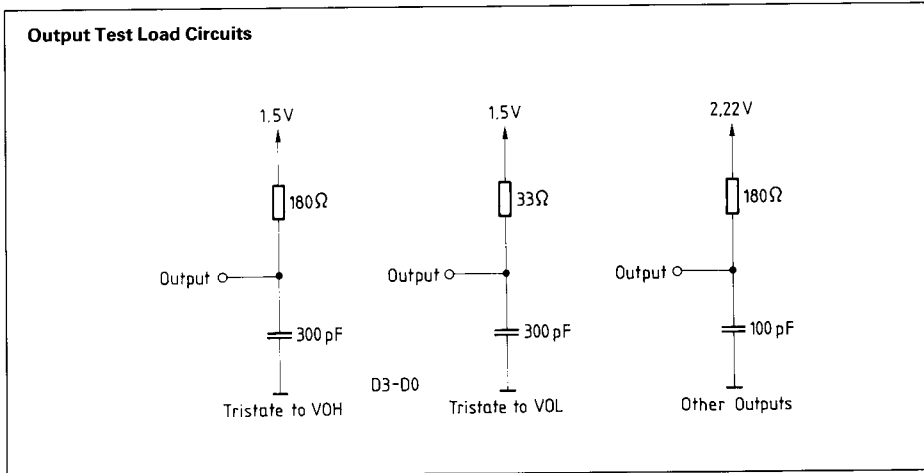 Output Test Load Circuits
1.5V
180Ω
Output
300 pF
Tristate to VOH
D3-D0
1.5V
33Ω
Output
300 pF
Tristate to VOL
2,22V
180Ω
Output
100 pF
Other Outputs